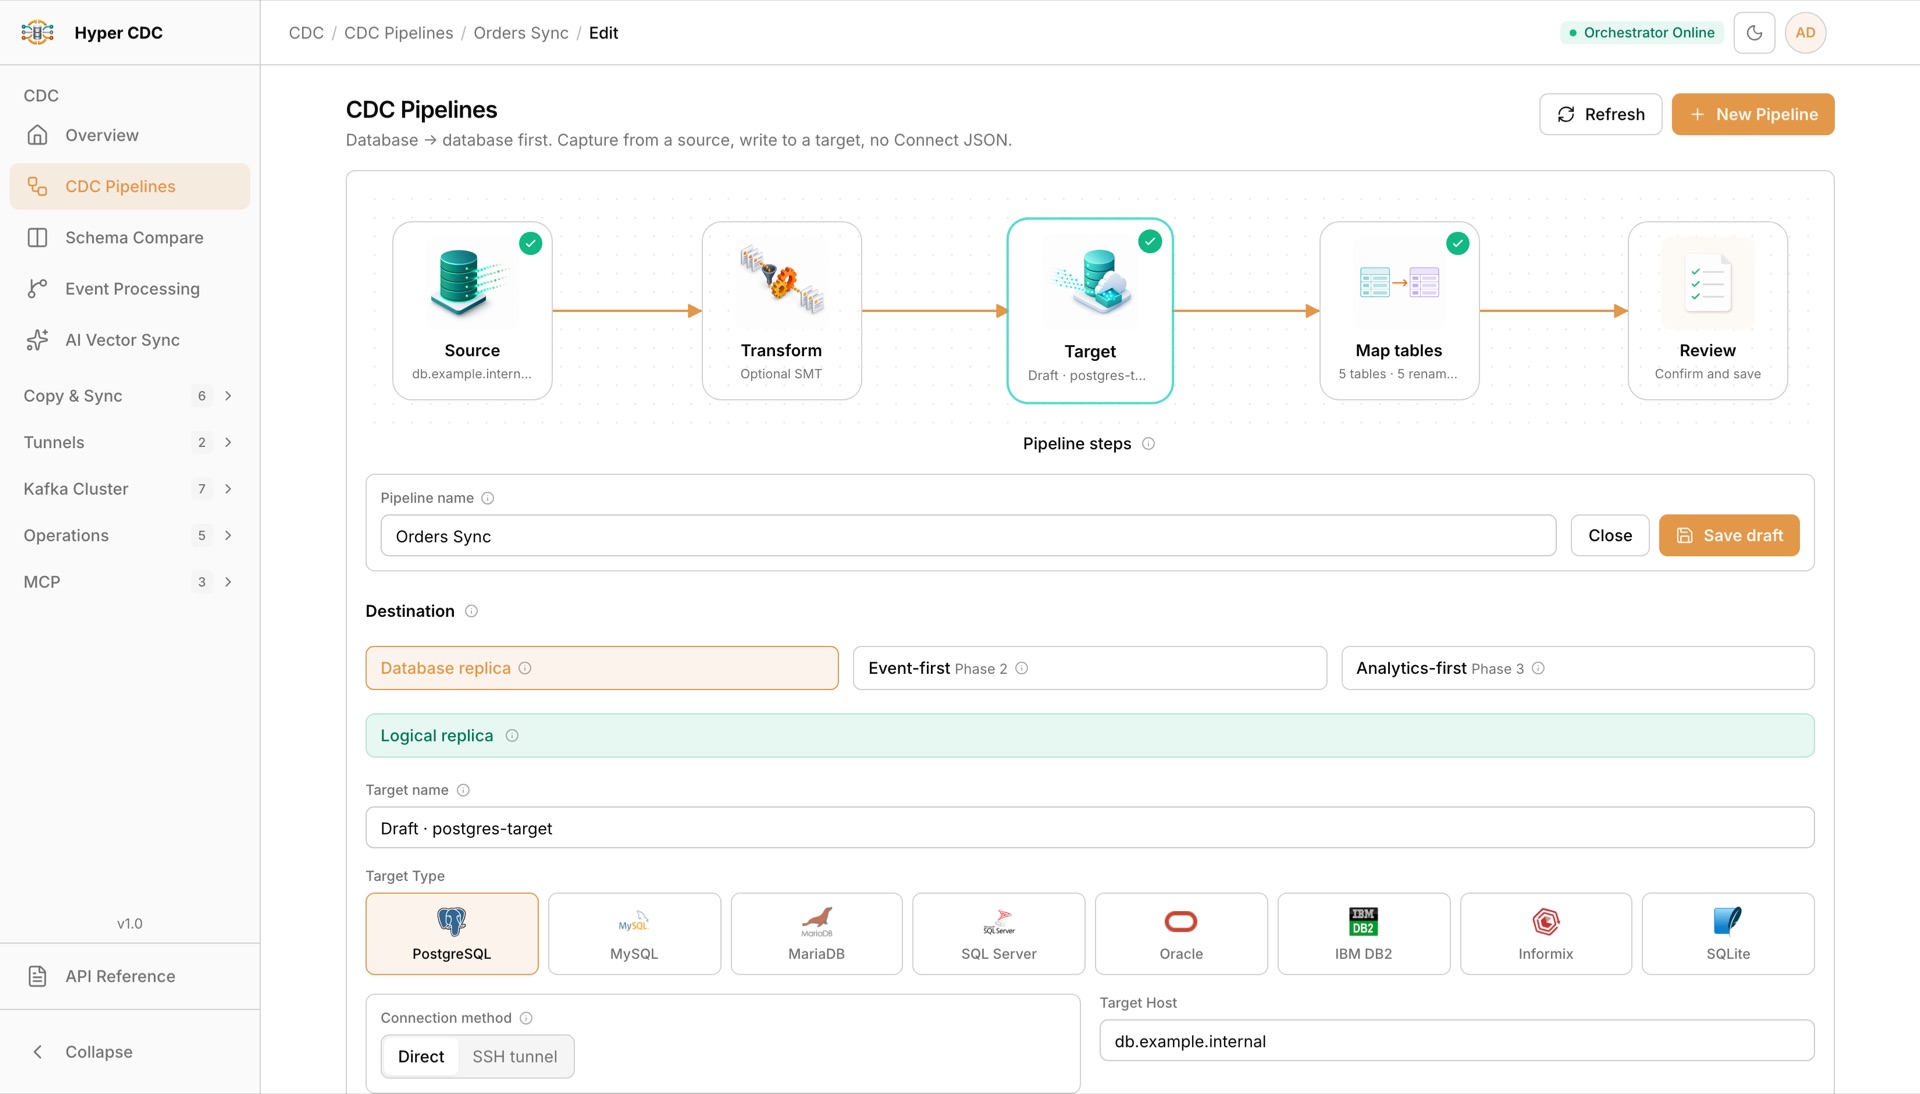 Hyper CDC
CDC / CDC Pipelines / Orders Sync / Edit
Orchestrator Online
AD
CDC
Overview
CDC Pipelines
Schema Compare
Event Processing
AI Vector Sync
Copy & Sync 6
Tunnels 2
Kafka Cluster 7
Operations 5
MCP 3
v1.0
API Reference
Collapse
CDC Pipelines
Database → database first. Capture from a source, write to a target, no Connect JSON.
Refresh
+ New Pipeline
Source
db.example.intern...
Transform
Optional SMT
Target
Draft · postgres-t...
Map tables
5 tables · 5 renam...
Review
Confirm and save
Pipeline steps
Pipeline name
Orders Sync
Close
Save draft
Destination
Database replica
Event-first Phase 2
Analytics-first Phase 3
Logical replica
Target name
Draft · postgres-target
Target Type
PostgreSQL
MySQL
MySQL
MariaDB
MariaDB
SQL Server
SQL Server
Oracle
IBM
DB2
IBM DB2
Informix
SQLite
Connection method
Direct
SSH tunnel
Target Host
db.example.internal